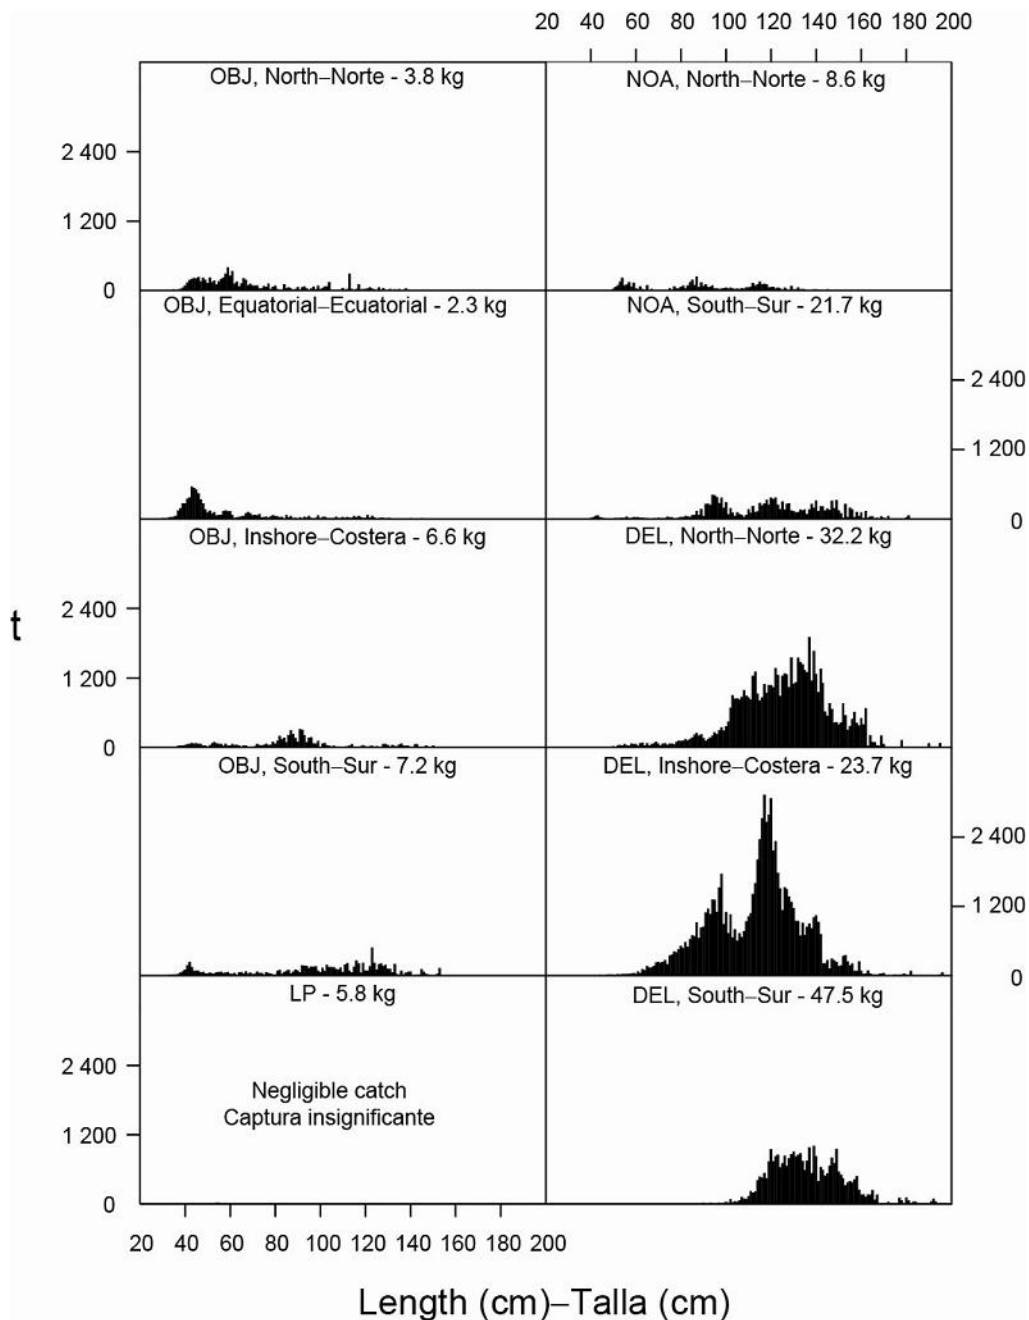 20 40 60 80 100 120 140 160 180 200
OBJ, North–Norte - 3.8 kg
NOA, North–Norte - 8.6 kg
2 400
1 200
0
OBJ, Equatorial–Ecuatorial - 2.3 kg
NOA, South–Sur - 21.7 kg
2 400
1 200
0
OBJ, Inshore–Costera - 6.6 kg
DEL, North–Norte - 32.2 kg
t
2 400
1 200
0
OBJ, South–Sur - 7.2 kg
DEL, Inshore–Costera - 23.7 kg
2 400
1 200
0
LP - 5.8 kg
DEL, South–Sur - 47.5 kg
2 400
Negligible catch
Captura insignificante
1 200
0
20 40 60 80 100 120 140 160 180 200
Length (cm)–Talla (cm)